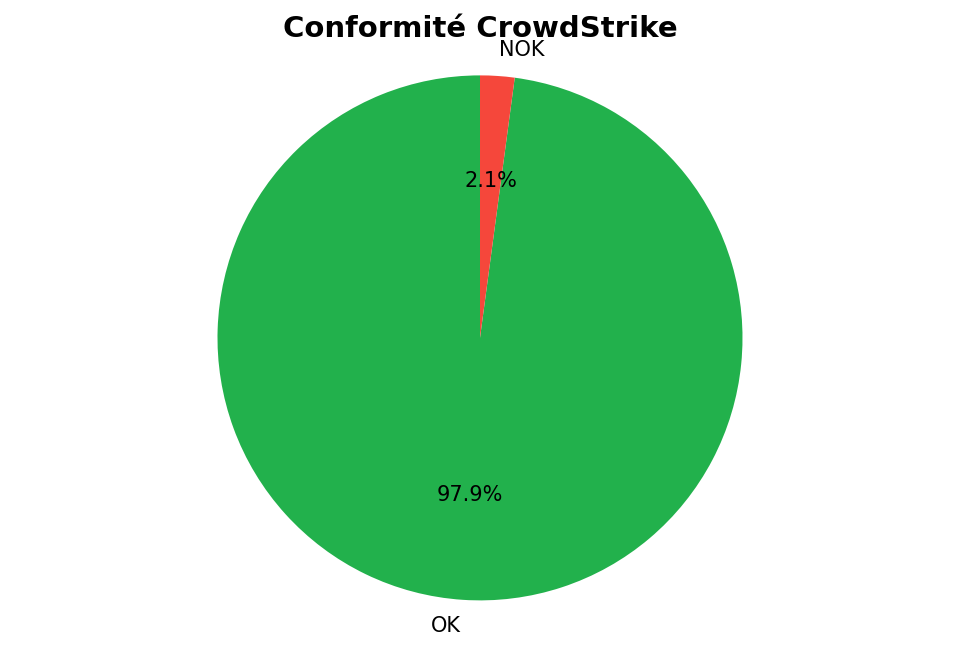 Conformité CrowdStrike
NOK
2.1%
97.9%
OK